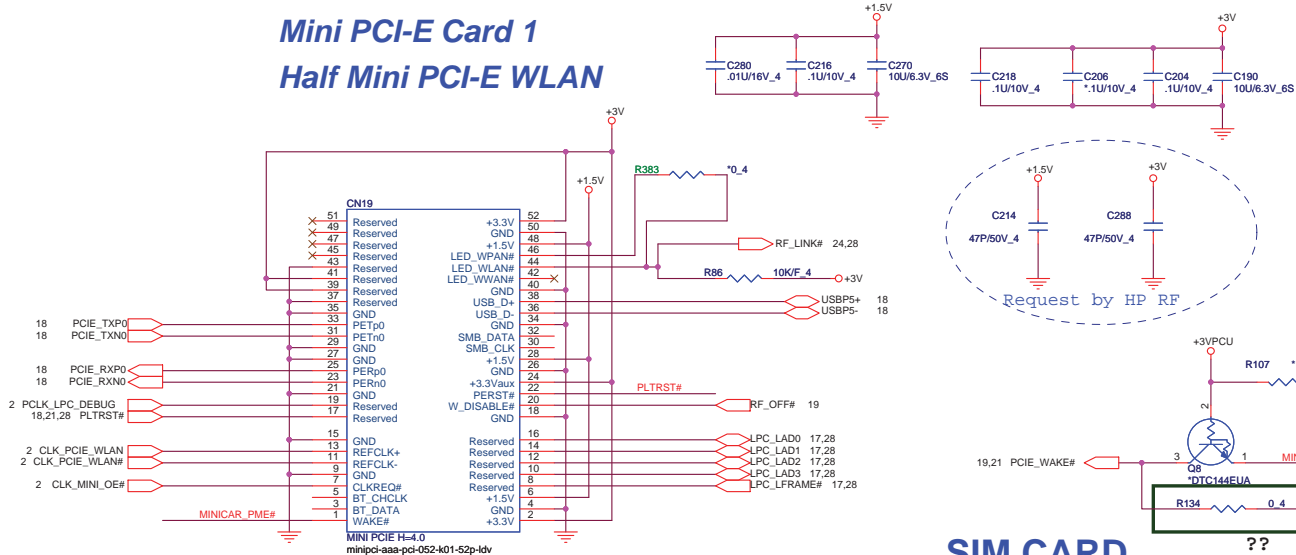 Mini PCI-E Card 1
Half Mini PCI-E WLAN
+1.5V
C280
.01U/16V_4
C216
.1U/10V_4
C270
10U/6.3V_6S
+3V
C218
.1U/10V_4
C206
*.1U/10V_4
C204
.1U/10V_4
C190
10U/6.3V_6S
+1.5V
C214
47P/50V_4
+3V
C288
47P/50V_4
Request by HP RF
+3V
+1.5V
R383
*0_4
CN19
51 Reserved
49 Reserved
47 Reserved
45 Reserved
43 Reserved
41 Reserved
39 Reserved
37 Reserved
35 GND
33 PETp0
31 PETn0
29 GND
27 GND
25 PERp0
23 PERn0
21 GND
19 Reserved
17 Reserved
15 GND
13 REFCLK+
11 REFCLK-
9 GND
7 CLKREQ#
5 BT_CHCLK
3 BT_DATA
1 WAKE#
+3.3V 52
GND 50
+1.5V 48
LED_WPAN# 46
LED_WLAN# 44
LED_WWAN# 42
GND 40
USB_D+ 38
USB_D- 36
GND 34
SMB_DATA 32
SMB_CLK 30
+1.5V 28
GND 26
+3.3Vaux 24
PERST# 22
W_DISABLE# 20
GND 18
Reserved 16
Reserved 14
Reserved 12
Reserved 10
Reserved 8
+1.5V 6
GND 4
+3.3V 2
MINI PCIE H=4.0
minipci-aaa-pci-052-k01-52p-ldv
18 PCIE_TXP0
18 PCIE_TXN0
18 PCIE_RXP0
18 PCIE_RXN0
2 PCLK_LPC_DEBUG
18,21,28 PLTRST#
2 CLK_PCIE_WLAN
2 CLK_PCIE_WLAN#
2 CLK_MINI_OE#
MINICAR_PME#
RF_LINK# 24,28
R86
10K/F_4
+3V
USBP5+ 18
USBP5- 18
PLTRST#
RF_OFF# 19
LPC_LAD0 17,28
LPC_LAD1 17,28
LPC_LAD2 17,28
LPC_LAD3 17,28
LPC_LFRAME# 17,28
+3VPCU
R107
*
2
3
1
MIN
19,21 PCIE_WAKE#
Q8
*DTC144EUA
R134
0_4
??
SIM CARD